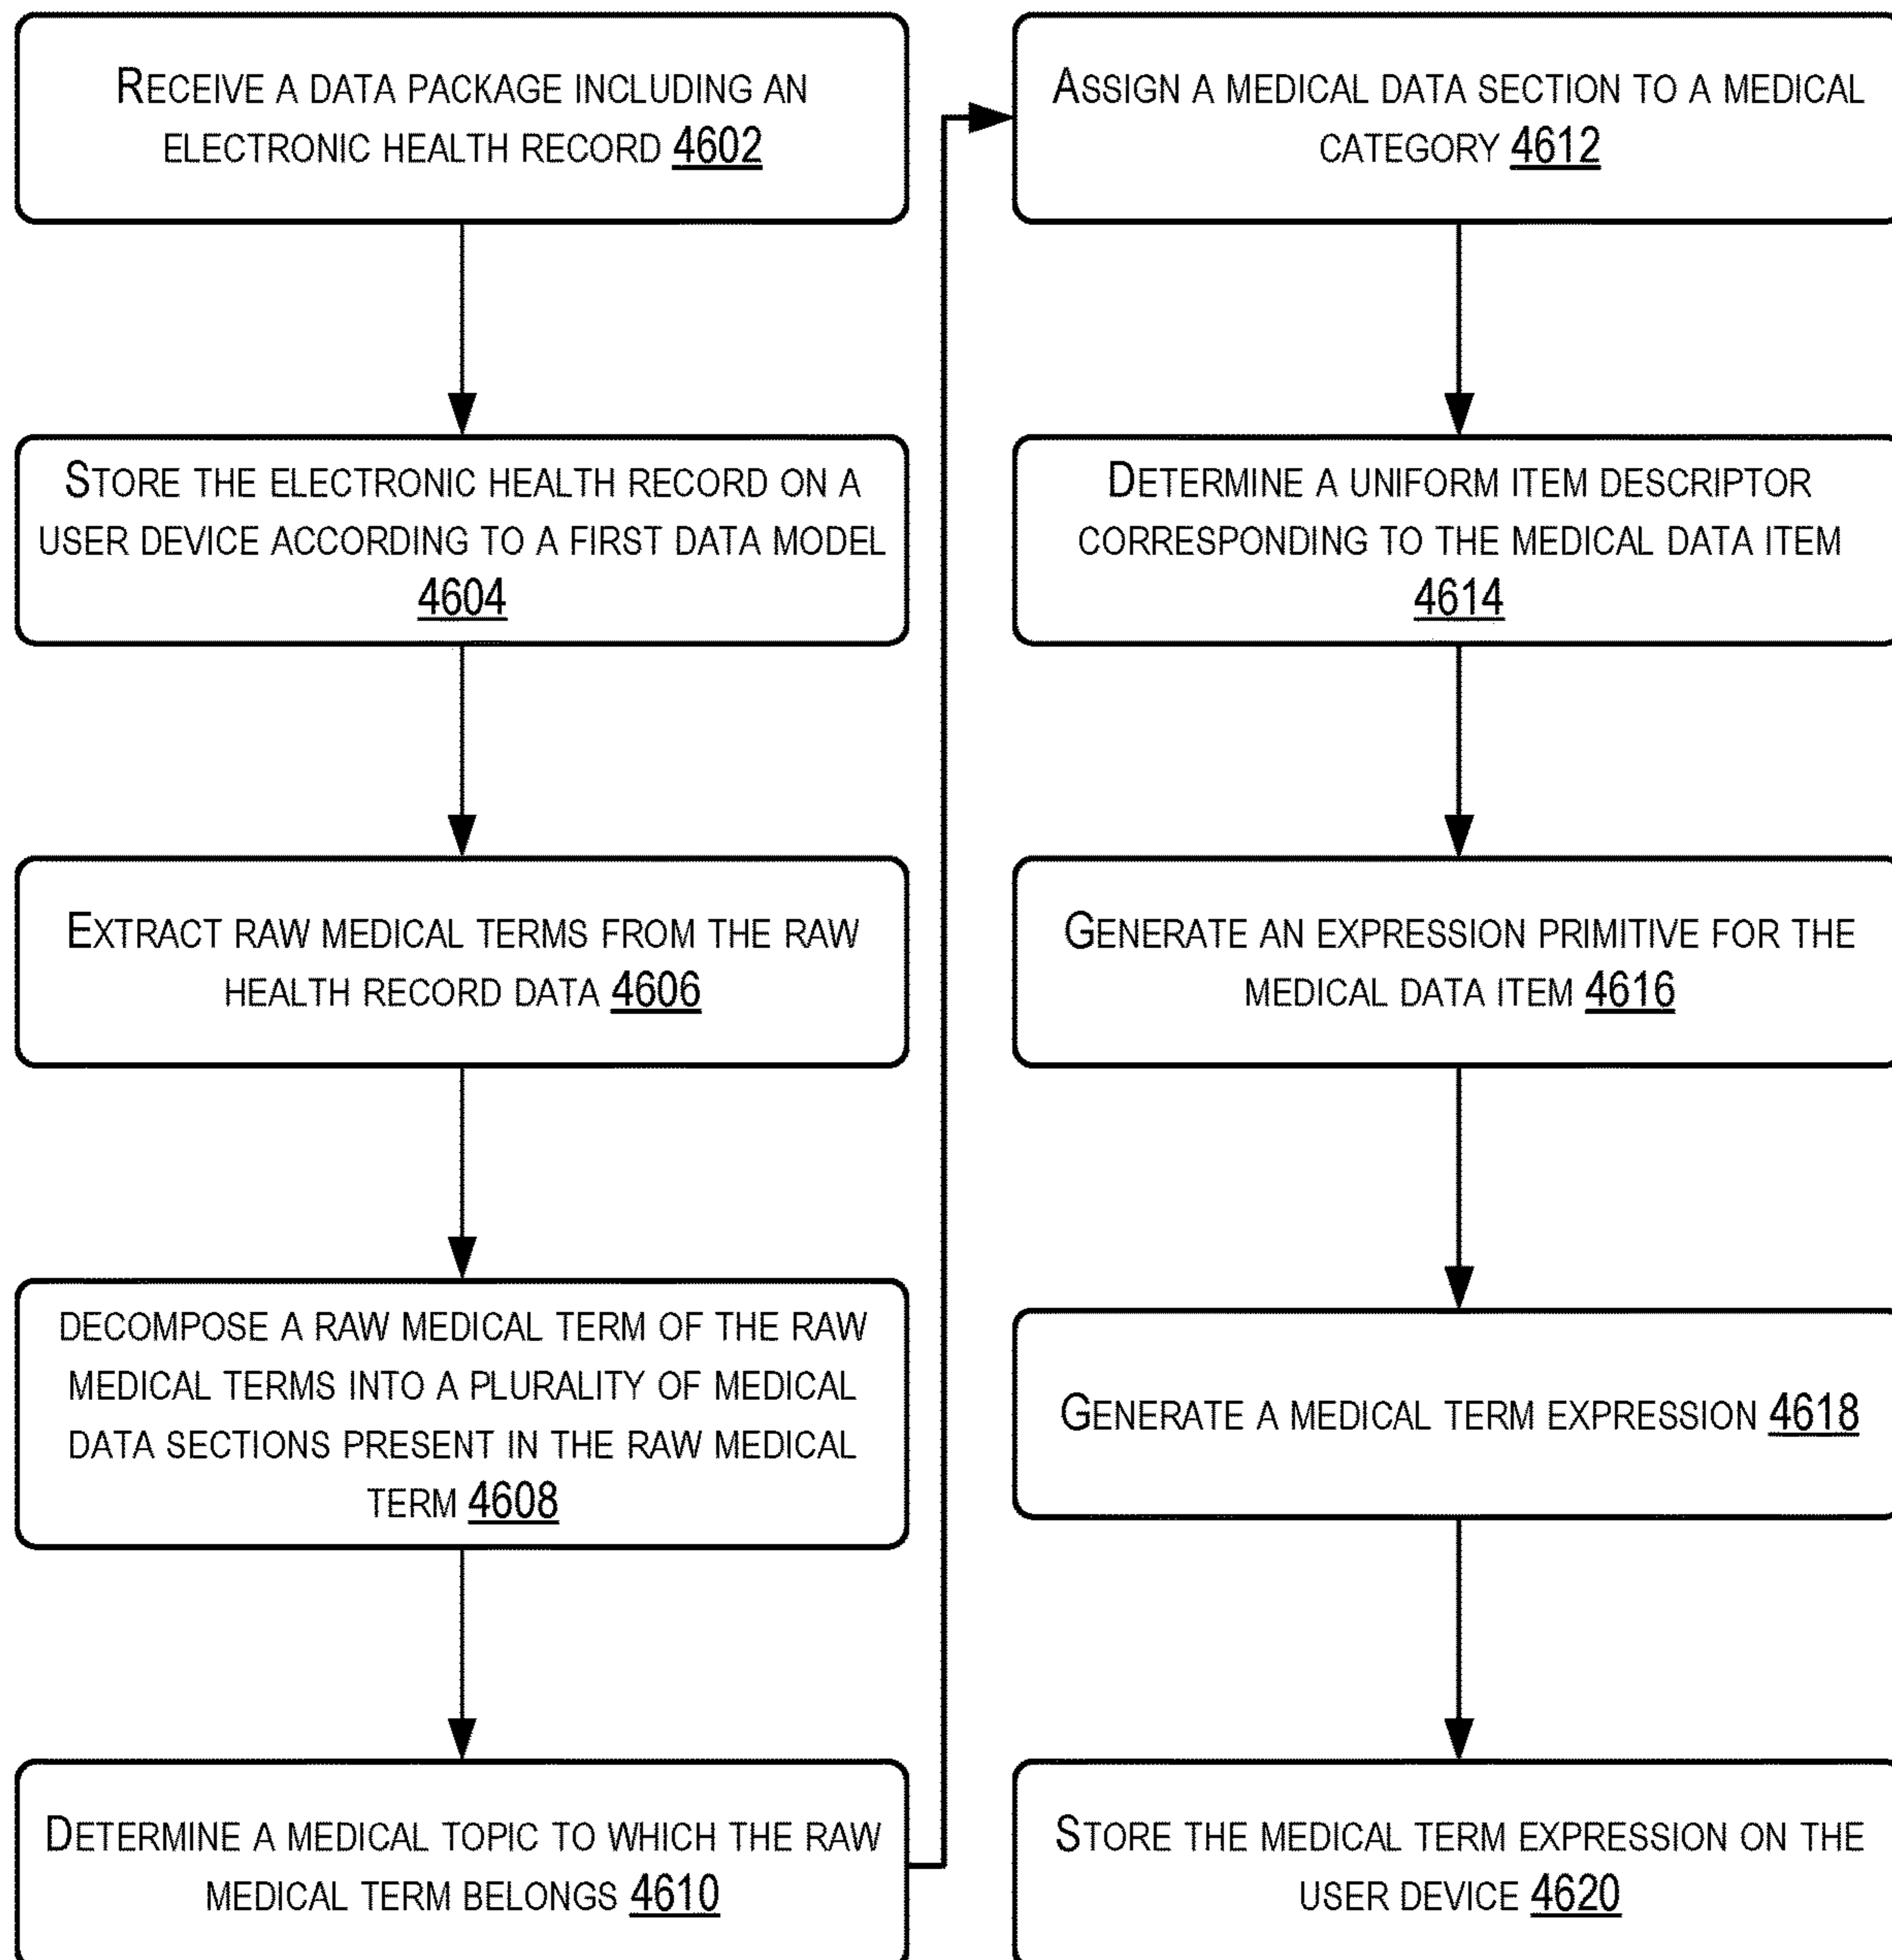 RECEIVE A DATA PACKAGE INCLUDING AN
ELECTRONIC HEALTH RECORD 4602
STORE THE ELECTRONIC HEALTH RECORD ON A
USER DEVICE ACCORDING TO A FIRST DATA MODEL
4604
EXTRACT RAW MEDICAL TERMS FROM THE RAW
HEALTH RECORD DATA 4606
DECOMPOSE A RAW MEDICAL TERM OF THE RAW
MEDICAL TERMS INTO A PLURALITY OF MEDICAL
DATA SECTIONS PRESENT IN THE RAW MEDICAL
TERM 4608
DETERMINE A MEDICAL TOPIC TO WHICH THE RAW
MEDICAL TERM BELONGS 4610
ASSIGN A MEDICAL DATA SECTION TO A MEDICAL
CATEGORY 4612
DETERMINE A UNIFORM ITEM DESCRIPTOR
CORRESPONDING TO THE MEDICAL DATA ITEM
4614
GENERATE AN EXPRESSION PRIMITIVE FOR THE
MEDICAL DATA ITEM 4616
GENERATE A MEDICAL TERM EXPRESSION 4618
STORE THE MEDICAL TERM EXPRESSION ON THE
USER DEVICE 4620